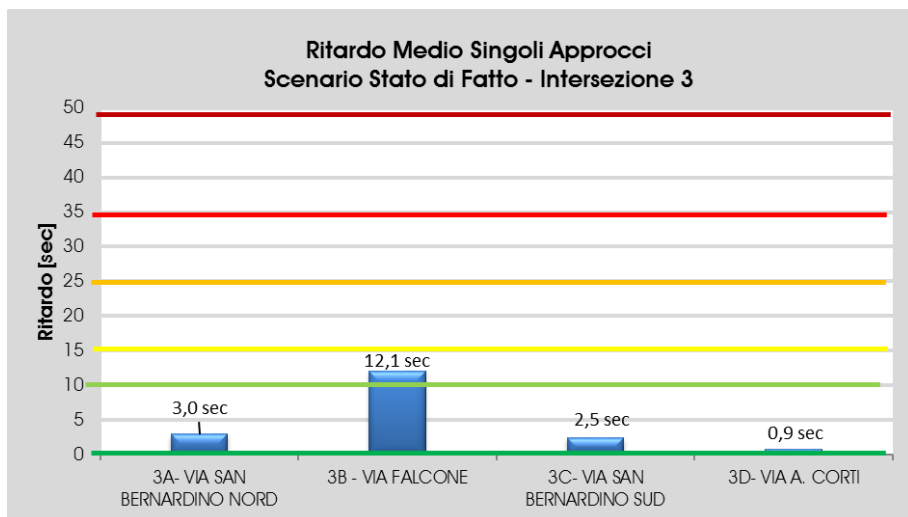 Ritardo Medio Singoli Approcci
Scenario Stato di Fatto - Intersezione 3
Ritardo [sec]
50
45
40
35
30
25
20
15
10
5
0
3,0 sec
12,1 sec
2,5 sec
0,9 sec
3A- VIA SAN
BERNARDINO NORD
3B - VIA FALCONE
3C- VIA SAN
BERNARDINO SUD
3D- VIA A. CORTI